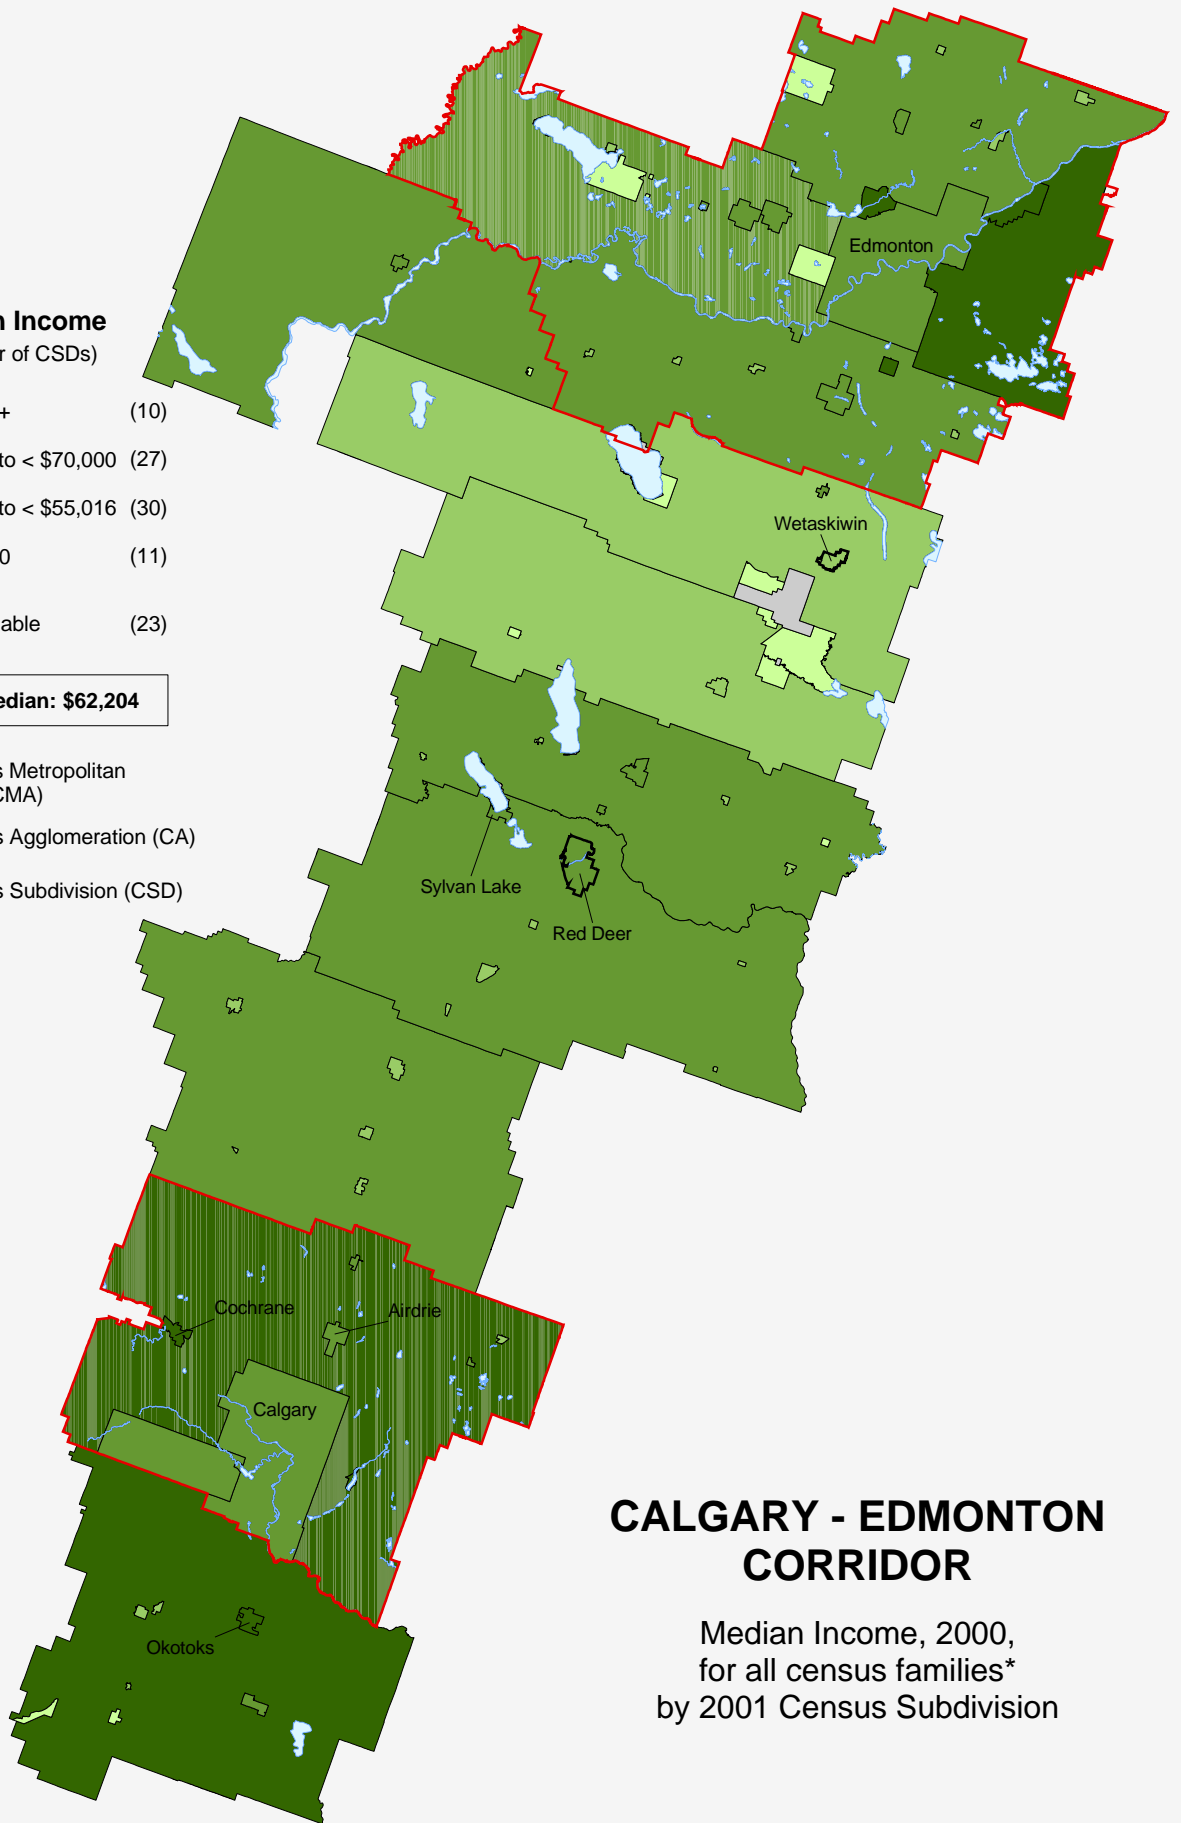 Edmonton
n Income
r of CSDs)
+ (10)
to < $70,000 (27)
to < $55,016 (30)
0 (11)
able (23)
edian: $62,204
s Metropolitan
CMA)
s Agglomeration (CA)
s Subdivision (CSD)
Wetaskiwin
Sylvan Lake
Red Deer
Cochrane
Airdrie
Calgary
Okotoks
CALGARY - EDMONTON
CORRIDOR
Median Income, 2000,
for all census families*
by 2001 Census Subdivision